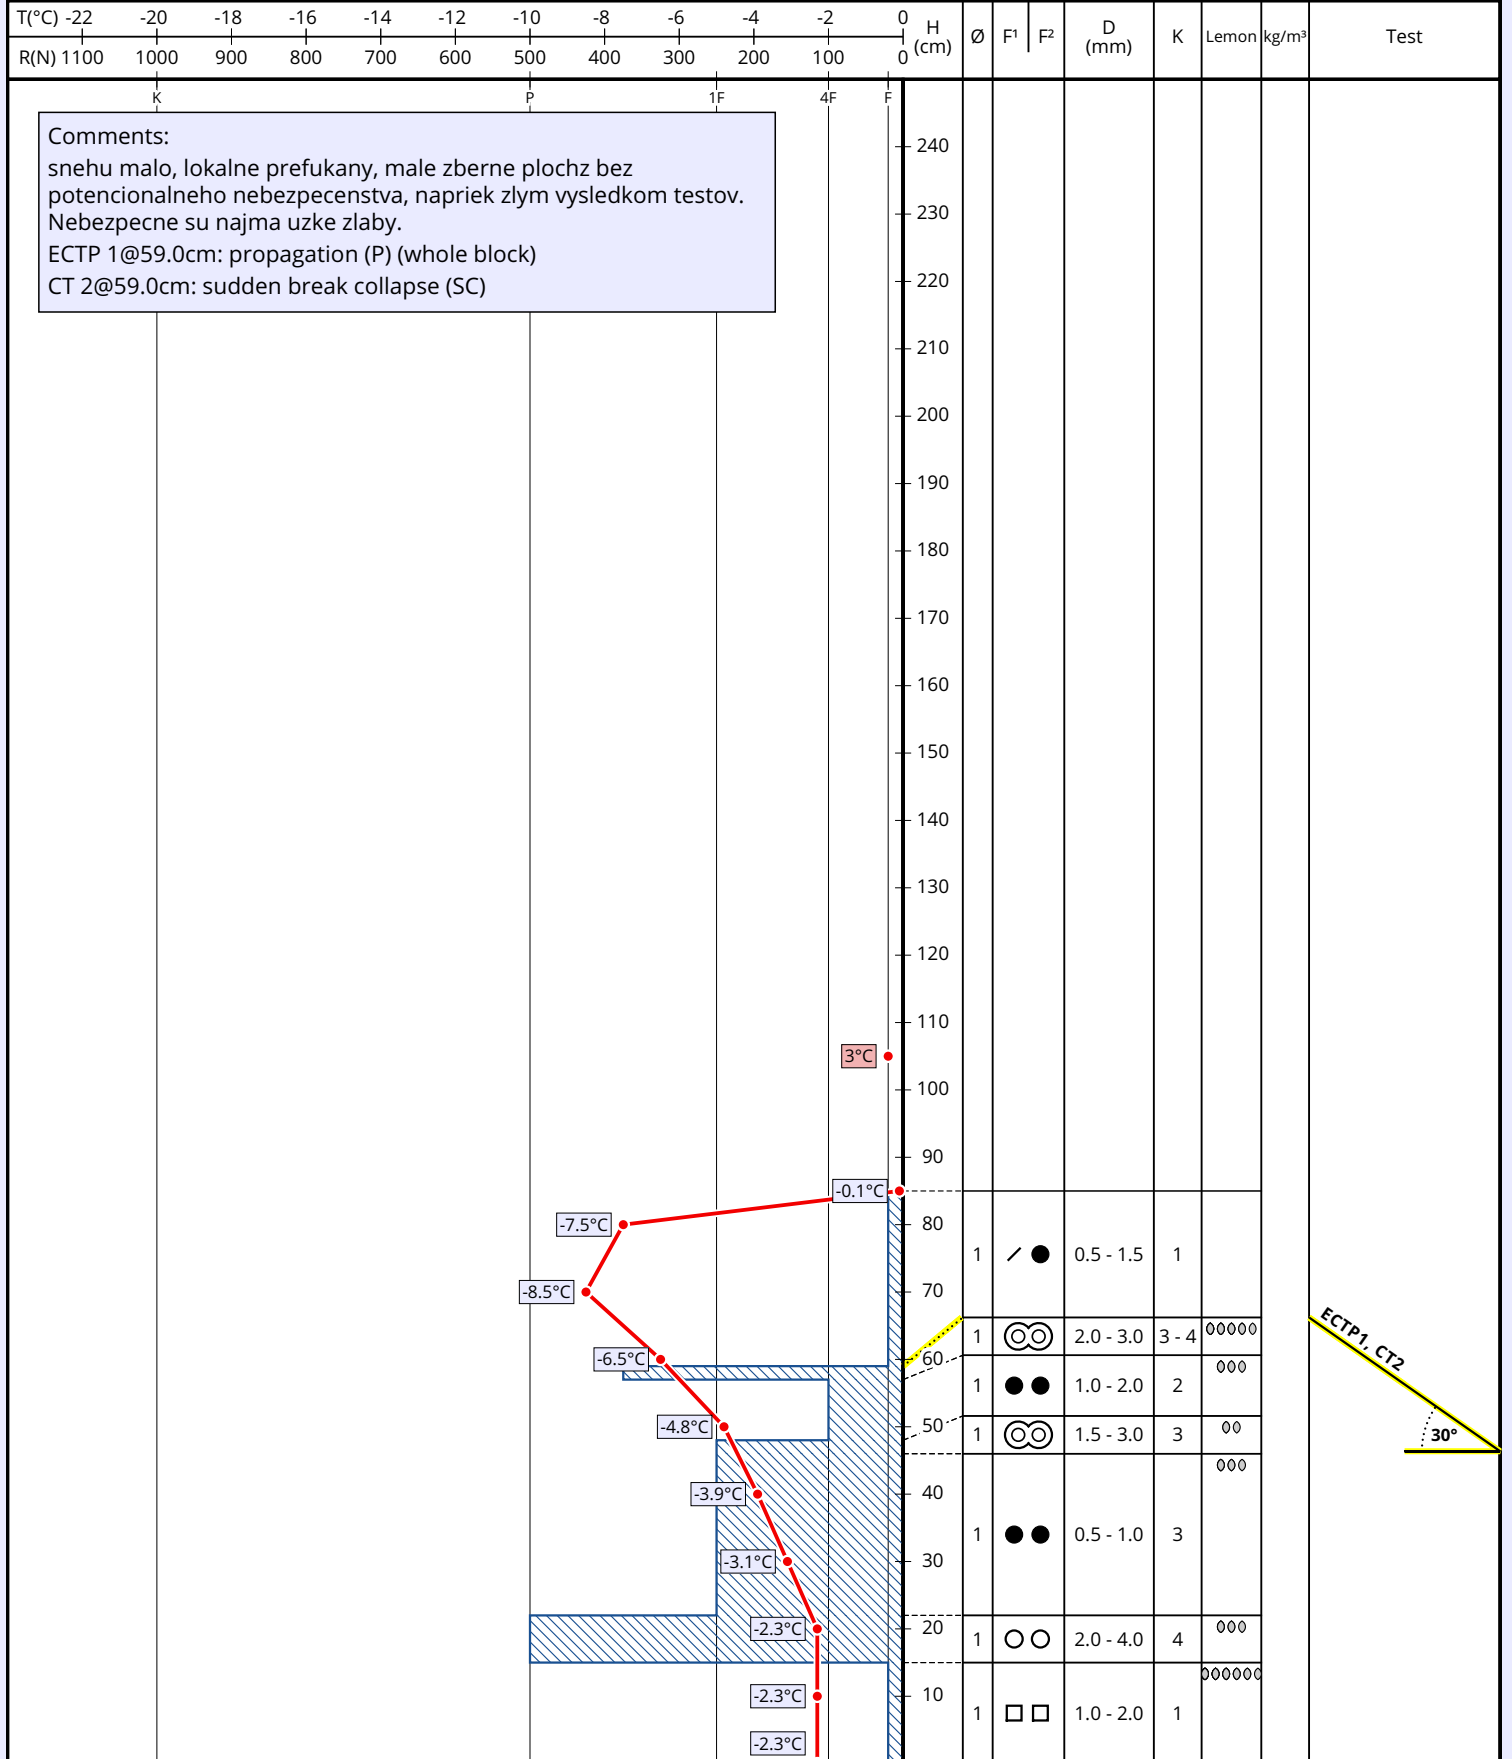 T(°C) -22 -20 -18 -16 -14 -12 -10 -8 -6 -4 -2 0
R(N) 1100 1000 900 800 700 600 500 400 300 200 100 0
H (cm) Ø F¹ F² D (mm) K Lemon kg/m³ Test
K P 1F 4F F
Comments:
snehu malo, lokalne prefukany, male zberne plochz bez
potencionalneho nebezpecenstva, napriek zlym vysledkom testov.
Nebezpecne su najma uzke zlaby.
ECTP 1@59.0cm: propagation (P) (whole block)
CT 2@59.0cm: sudden break collapse (SC)
240
230
220
210
200
190
180
170
160
150
140
130
120
110
3°C
100
90
-0.1°C
-7.5°C 80
1 0.5 - 1.5 1
-8.5°C 70
ECTP1, CT2
1 2.0 - 3.0 3 - 4
-6.5°C 60
1 1.0 - 2.0 2
-4.8°C 50
1 1.5 - 3.0 3
30°
-3.9°C 40
1 0.5 - 1.0 3
-3.1°C 30
-2.3°C 20
1 2.0 - 4.0 4
-2.3°C 10
1 1.0 - 2.0 1
-2.3°C